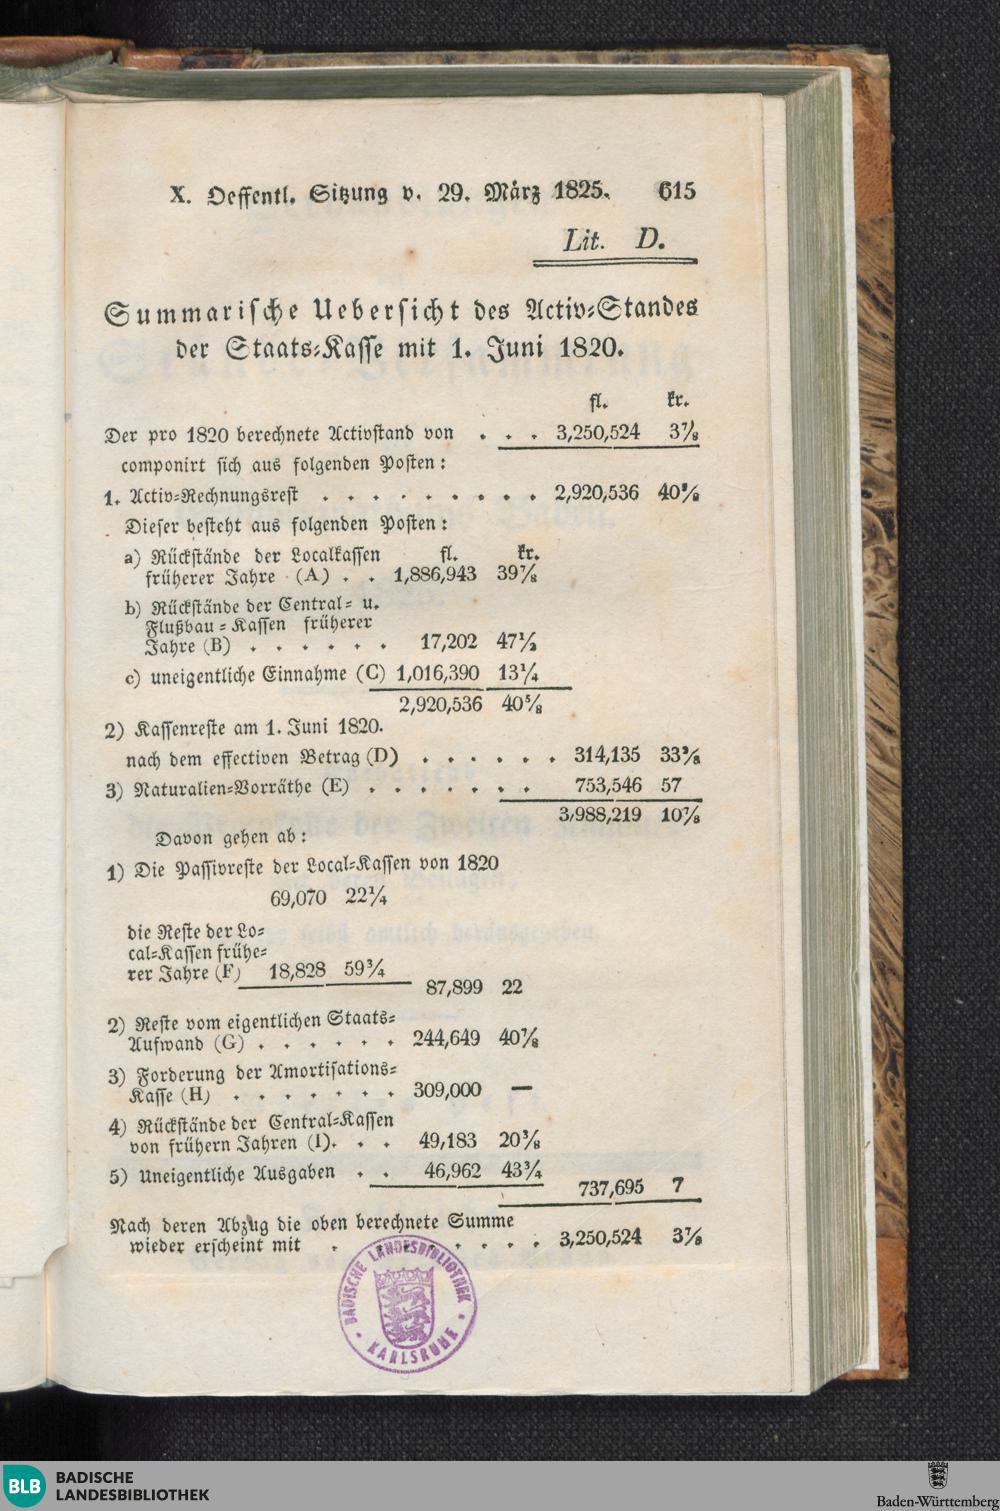 X. Oeffentl. Sitzung v. 29. März 1825. 615
Lit. D.
Summarische Uebersicht des Activ=Standes
der Staats=Kasse mit 1. Juni 1820.
fl. kr.
Der pro 1820 berechnete Activstand von . . . 3,250,524 3⅞
componirt sich aus folgenden Posten:
1. Activ=Rechnungsrest . . . . . . . . . 2,920,536 40⅝
Dieser besteht aus folgenden Posten:
a) Rückstände der Localkassen fl. kr.
früherer Jahre (A) . . 1,886,943 39⅞
b) Rückstände der Central= u.
Flußbau=Kassen früherer
Jahre (B) . . . . . . 17,202 47½
c) uneigentliche Einnahme (C) 1,016,390 13¼
2,920,536 40⅝
2) Kassenreste am 1. Juni 1820.
nach dem effectiven Betrag (D) . . . . . . 314,135 33²⁄₈
3) Naturalien=Vorräthe (E) . . . . . . . 753,546 57
3,988,219 10⅞
Davon gehen ab:
1) Die Passivreste der Local=Kassen von 1820
69,070 22¼
die Reste der Lo=
cal=Kassen frühe=
rer Jahre (F) 18,828 59¾
87,899 22
2) Reste vom eigentlichen Staats=
Aufwand (G) . . . . . . 244,649 40⅞
3) Forderung der Amortisations=
Kasse (H) . . . . . . . 309,000 —
4) Rückstände der Central=Kassen
von frühern Jahren (I). . . 49,183 20⅜
5) Uneigentliche Ausgaben . . 46,962 43¾
737,695 7
Nach deren Abzug die oben berechnete Summe
wieder erscheint mit . . . . . . 3,250,524 3⅞
BADISCHE LANDESBIBLIOTHEK
KARLSRUHE
BLB BADISCHE
LANDESBIBLIOTHEK
Baden-Württemberg